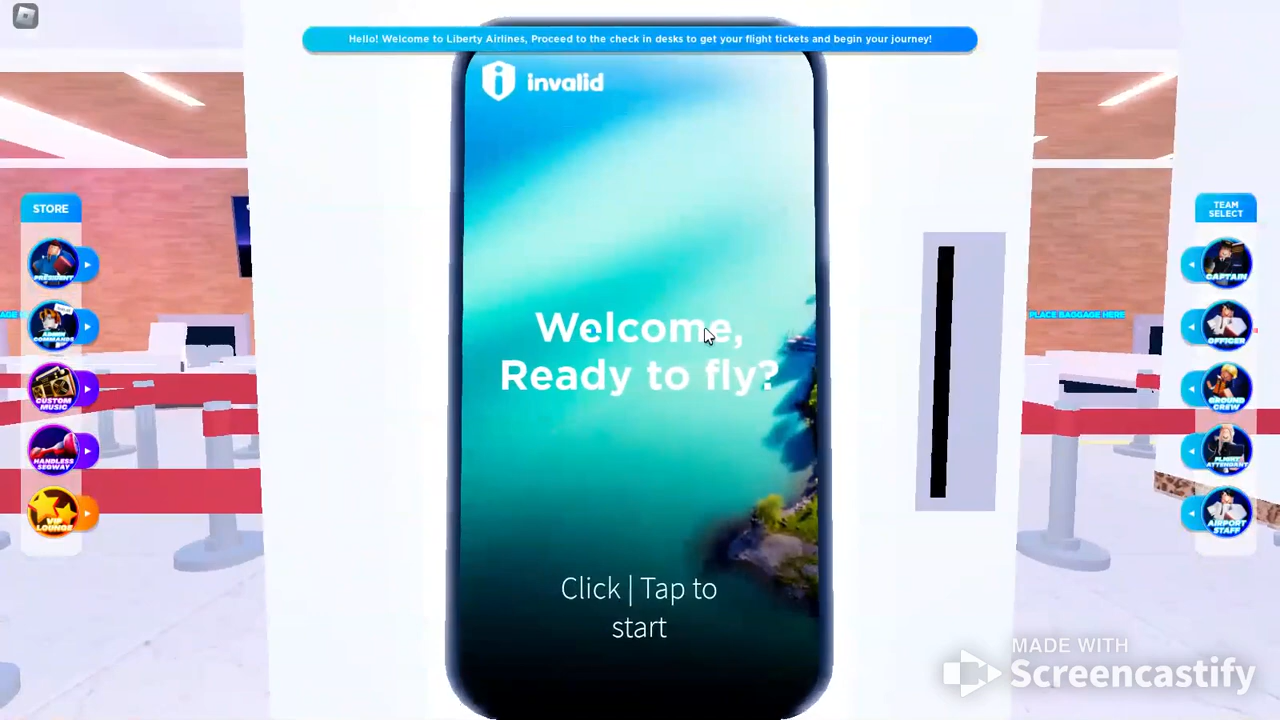 Hello! Welcome to Liberty Airlines, Proceed to the check in desks to get your flight tickets and begin your journey!
invalid
STORE
PRESIDENT
ADMIN
COMMANDS
CUSTOM
MUSIC
HANDLESS
SEGWAY
VIP
LOUNGE
Welcome,
Ready to fly?
Click | Tap to
start
PLACE BAGGAGE HERE
TEAM
SELECT
CAPTAIN
OFFICER
GROUND
CREW
FLIGHT
ATTENDANT
AIRPORT
STAFF
MADE WITH
Screencastify